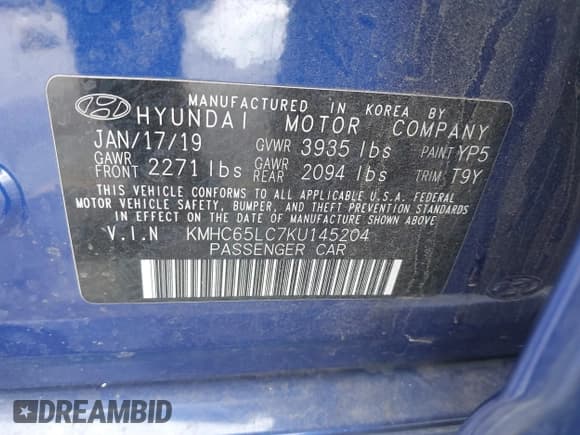 MANUFACTURED IN KOREA BY
HYUNDAI MOTOR COMPANY
JAN/17/19 GVWR 3935 lbs PAINT YP5
GAWR FRONT 2271 lbs GAWR REAR 2094 lbs TRIM T9Y
THIS VEHICLE CONFORMS TO ALL APPLICABLE U.S.A. FEDERAL
MOTOR VEHICLE SAFETY, BUMPER, AND THEFT PREVENTION STANDARDS
IN EFFECT ON THE DATE OF MANUFACTURE SHOWN ABOVE
V.I.N KMHC65LC7KU145204
PASSENGER CAR
DREAMBID